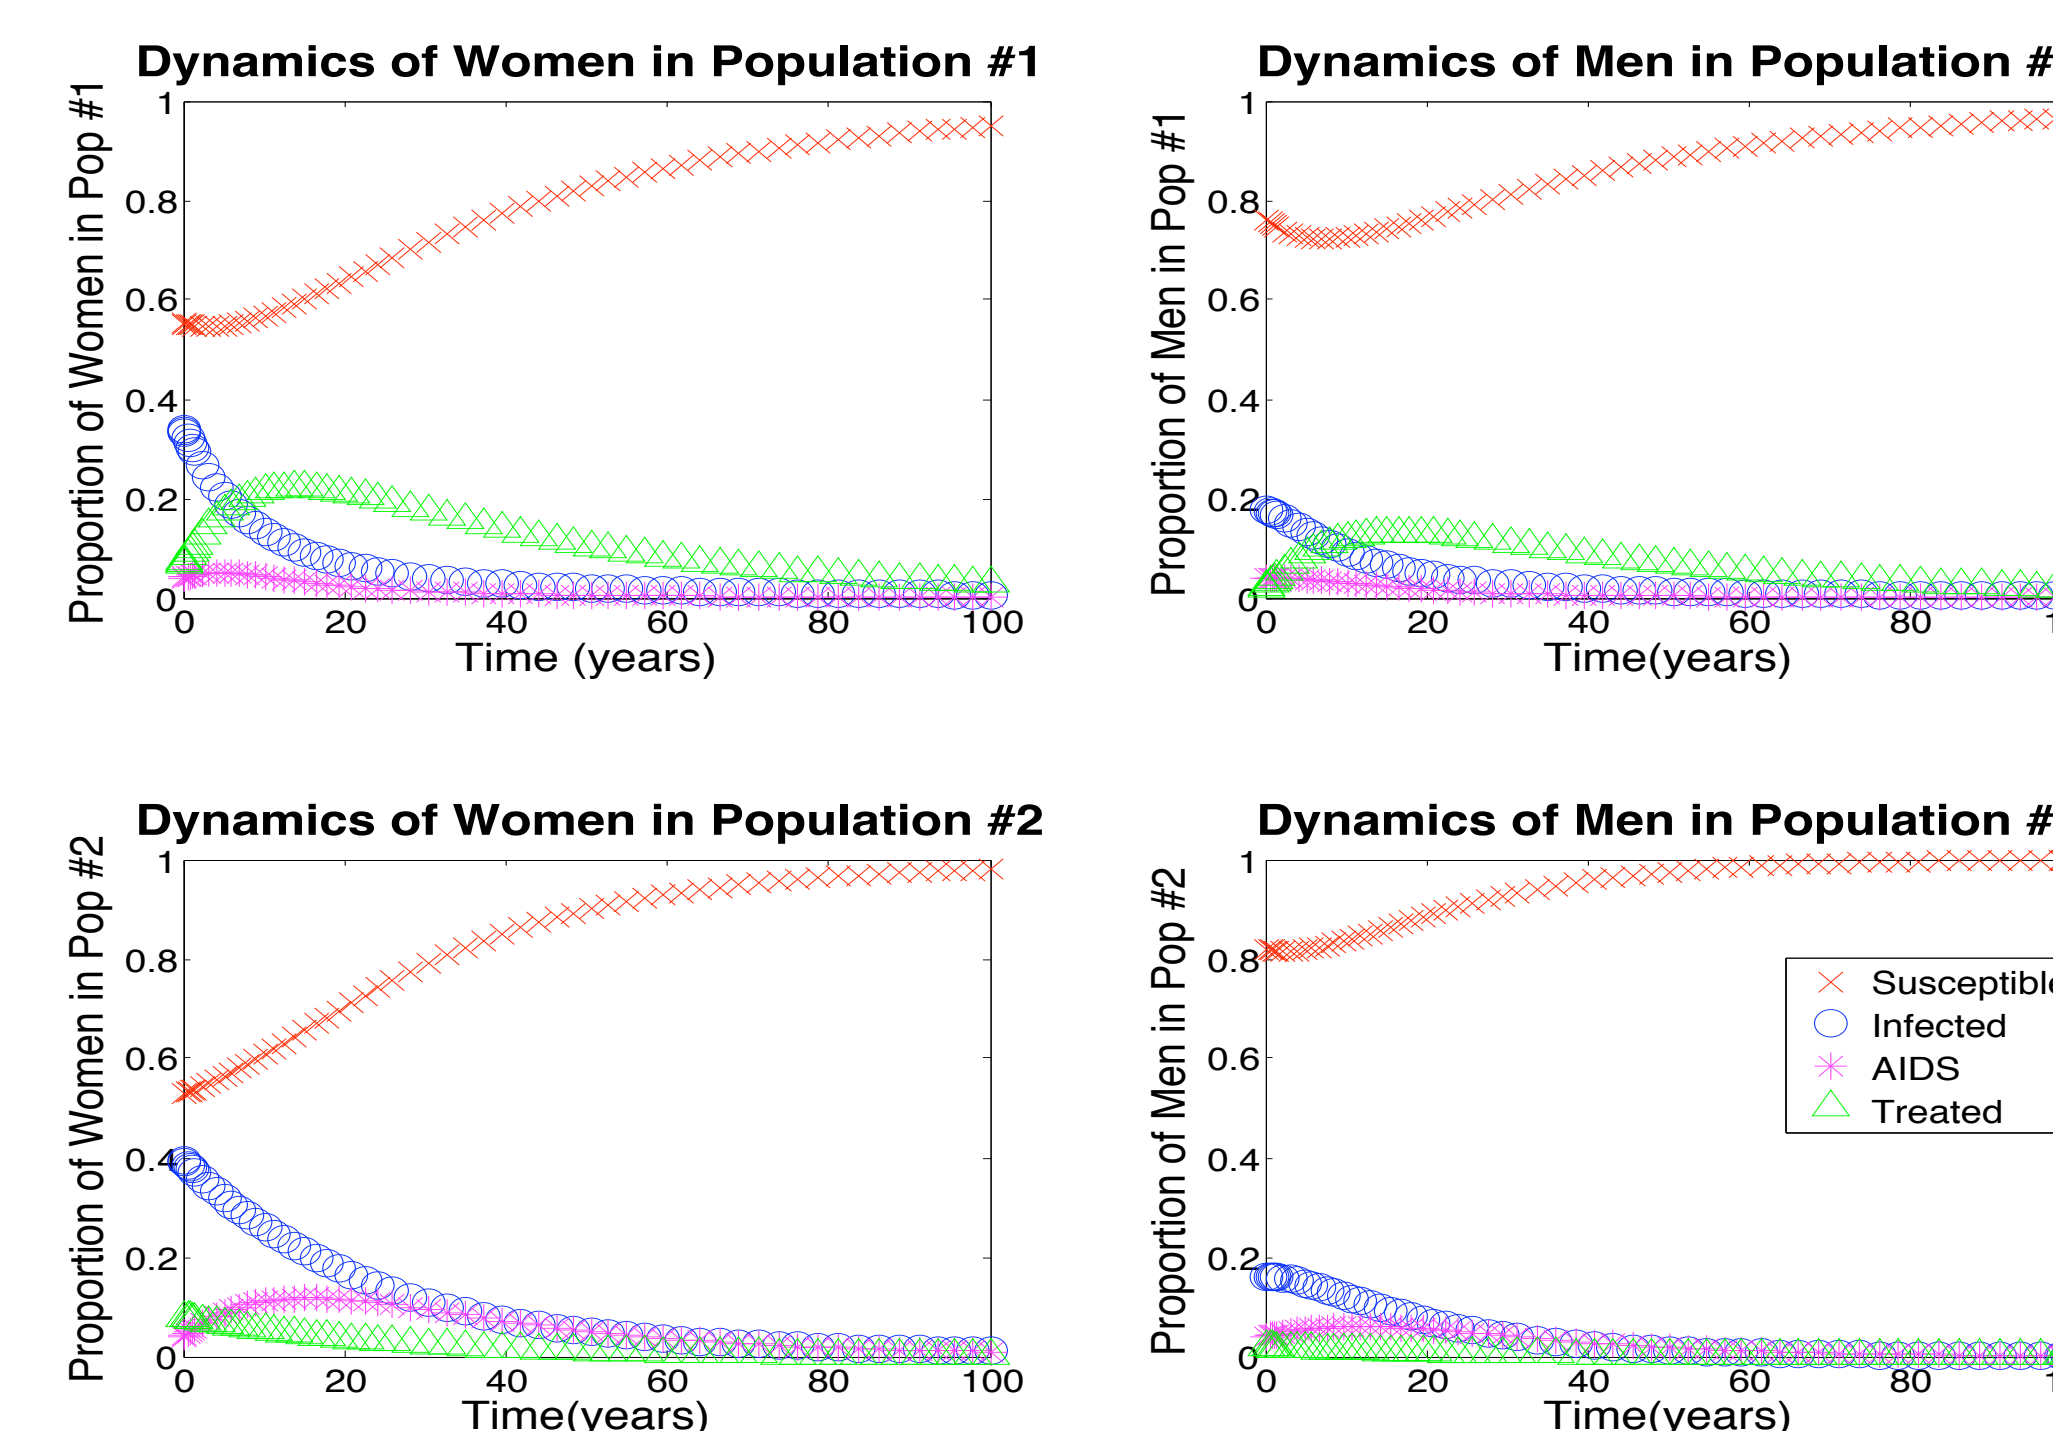 Dynamics of Women in Population #1
Proportion of Women in Pop #1
1
0.8
0.6
0.4
0.2
0
0 20 40 60 80 100
Time (years)
Dynamics of Men in Population #
Proportion of Men in Pop #1
1
0.8
0.6
0.4
0.2
0
0 20 40 60 80 1
Time(years)
Dynamics of Women in Population #2
Proportion of Women in Pop #2
1
0.8
0.6
0.4
0.2
0
0 20 40 60 80 100
Time(years)
Dynamics of Men in Population #
Proportion of Men in Pop #2
1
0.8
0.6
0.4
0.2
0
0 20 40 60 80 1
Time(years)
Susceptible
Infected
AIDS
Treated